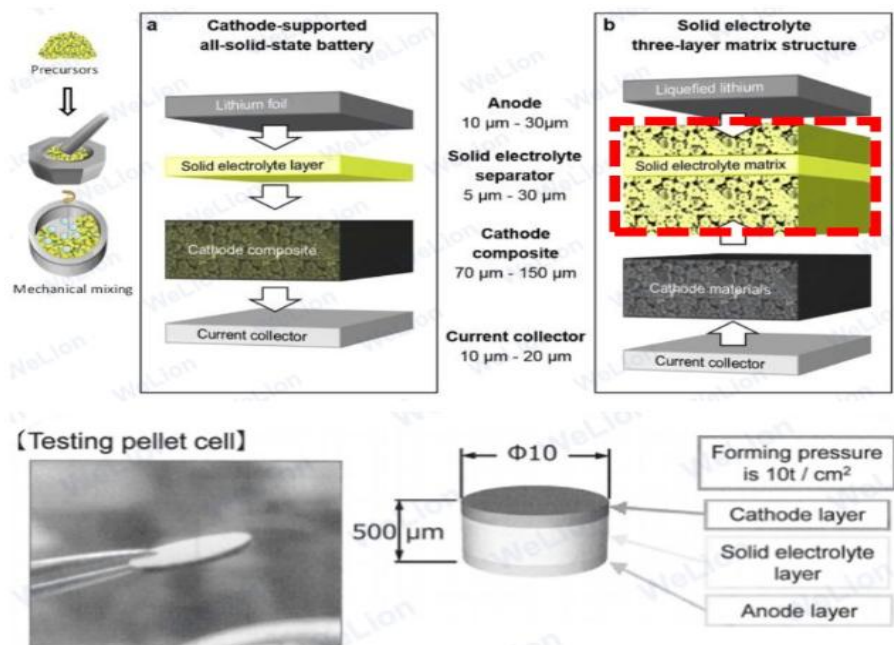 a
Cathode-supported
all-solid-state battery
b
Solid electrolyte
three-layer matrix structure
Precursors
Mechanical mixing
Lithium foil
Solid electrolyte layer
Cathode composite
Current collector
Anode
10 µm - 30µm
Solid electrolyte
separator
5 µm - 30 µm
Cathode
composite
70 µm - 150 µm
Current collector
10 µm - 20 µm
Liquefied lithium
Solid electrolyte matrix
Cathode materials
Current collector
【Testing pellet cell】
Φ10
500 µm
Forming pressure
is 10t / cm²
Cathode layer
Solid electrolyte
layer
Anode layer
WeLion